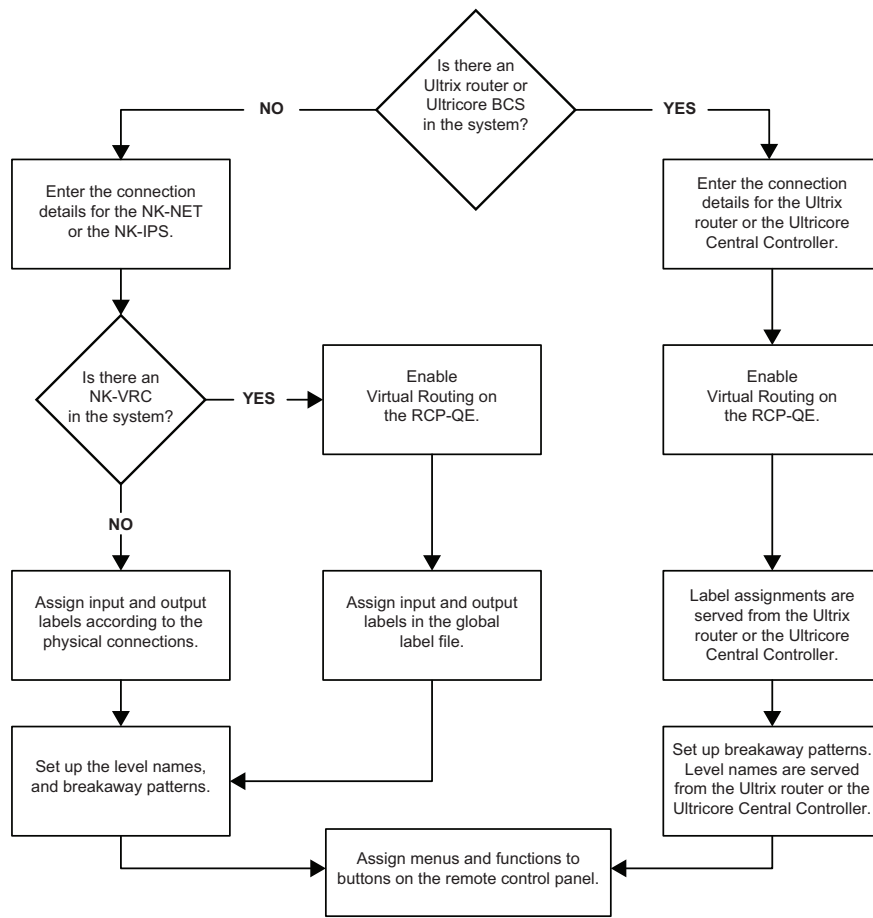 Is there an
Ultrix router or
Ultricore BCS
in the system?
NO
YES
Enter the connection
details for the NK-NET
or the NK-IPS.
Enter the connection
details for the Ultrix
router or the Ultricore
Central Controller.
Is there an
NK-VRC
in the system?
YES
NO
Enable
Virtual Routing on
the RCP-QE.
Enable
Virtual Routing on
the RCP-QE.
Assign input and output
labels according to the
physical connections.
Assign input and output
labels in the global
label file.
Label assignments are
served from the Ultrix
router or the Ultricore
Central Controller.
Set up the level names,
and breakaway patterns.
Set up breakaway patterns.
Level names are served
from the Ultrix router or the
Ultricore Central Controller.
Assign menus and functions to
buttons on the remote control panel.